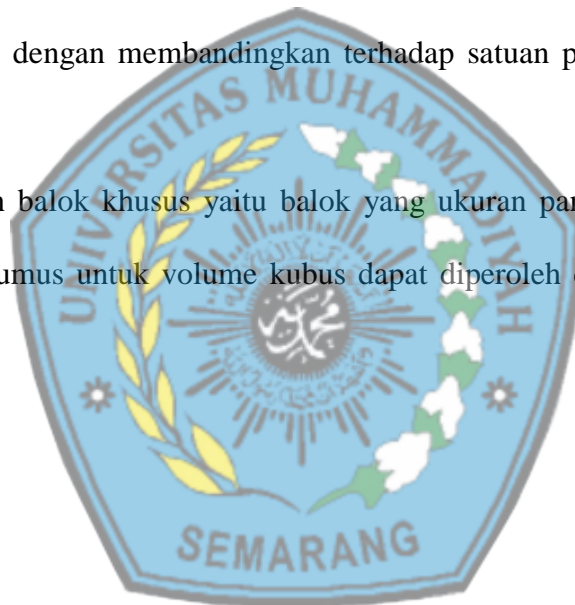 dengan membandingkan terhadap satuan p
UNIVERSITAS MUHAMMADIYAH
balok khusus yaitu balok yang ukuran par
umus untuk volume kubus dapat diperoleh
SEMARANG